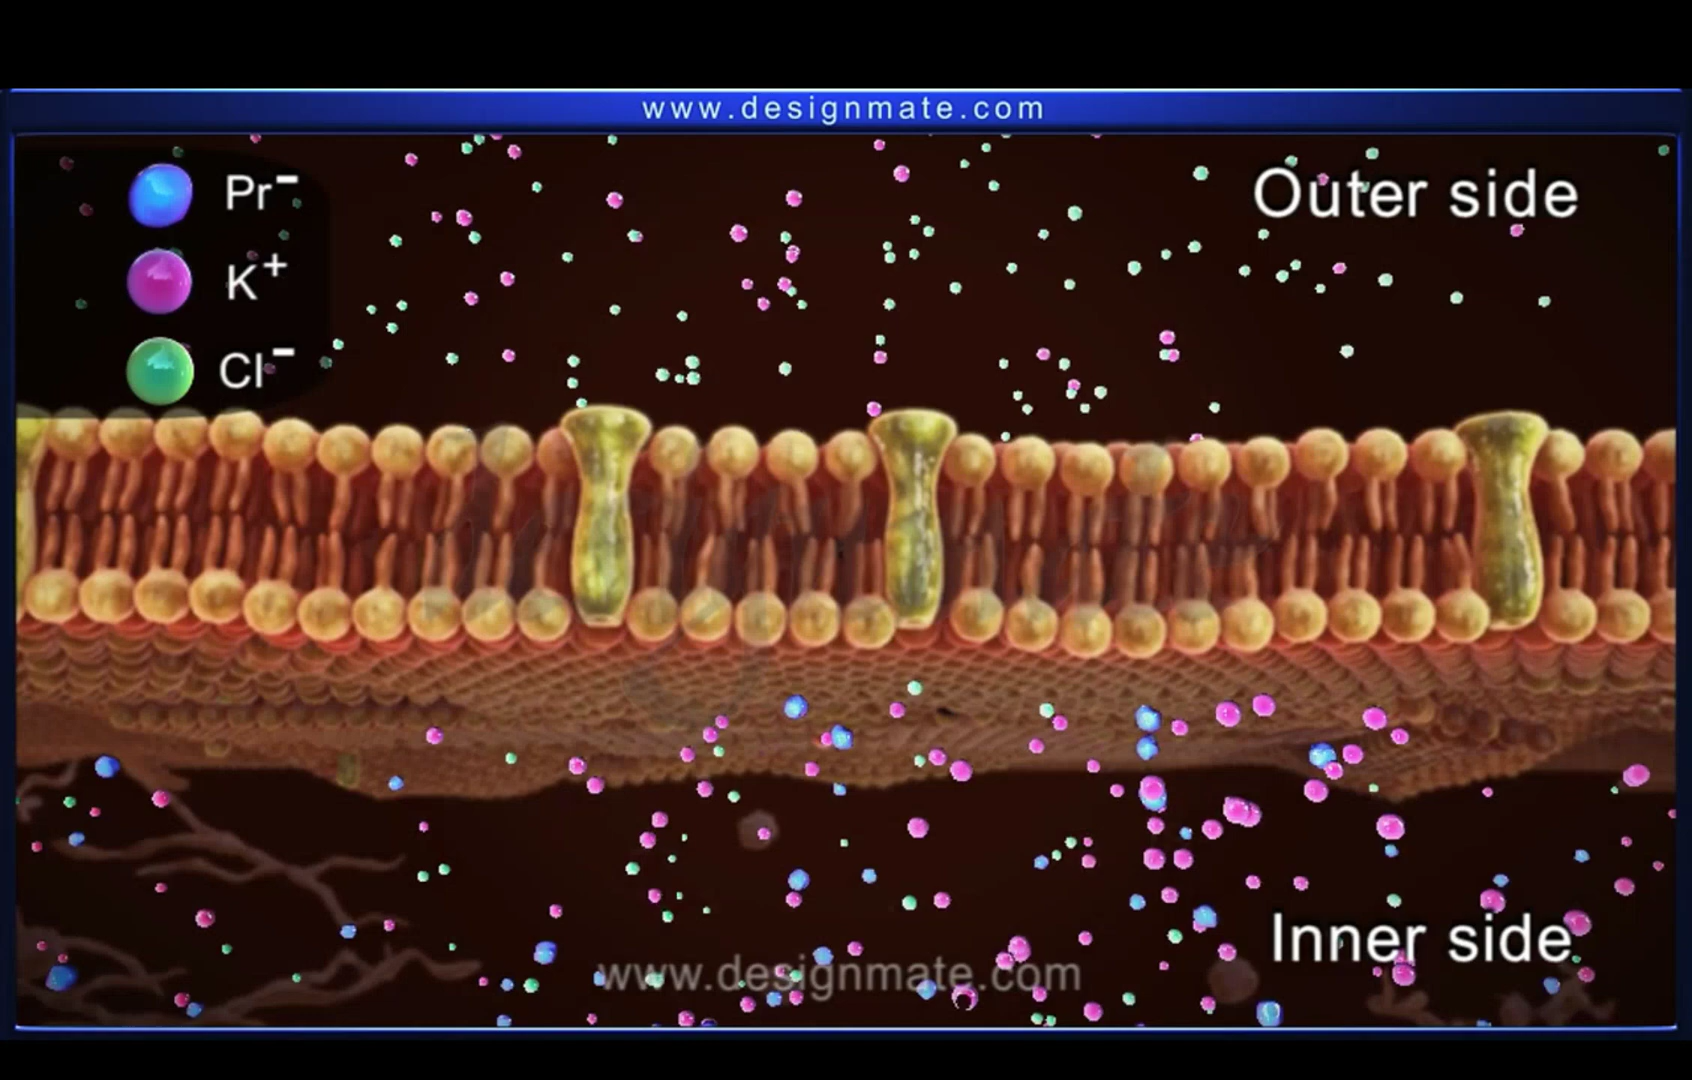 www.designmate.com
Outer side
Pr⁻
K⁺
Cl⁻
Inner side
www.designmate.com